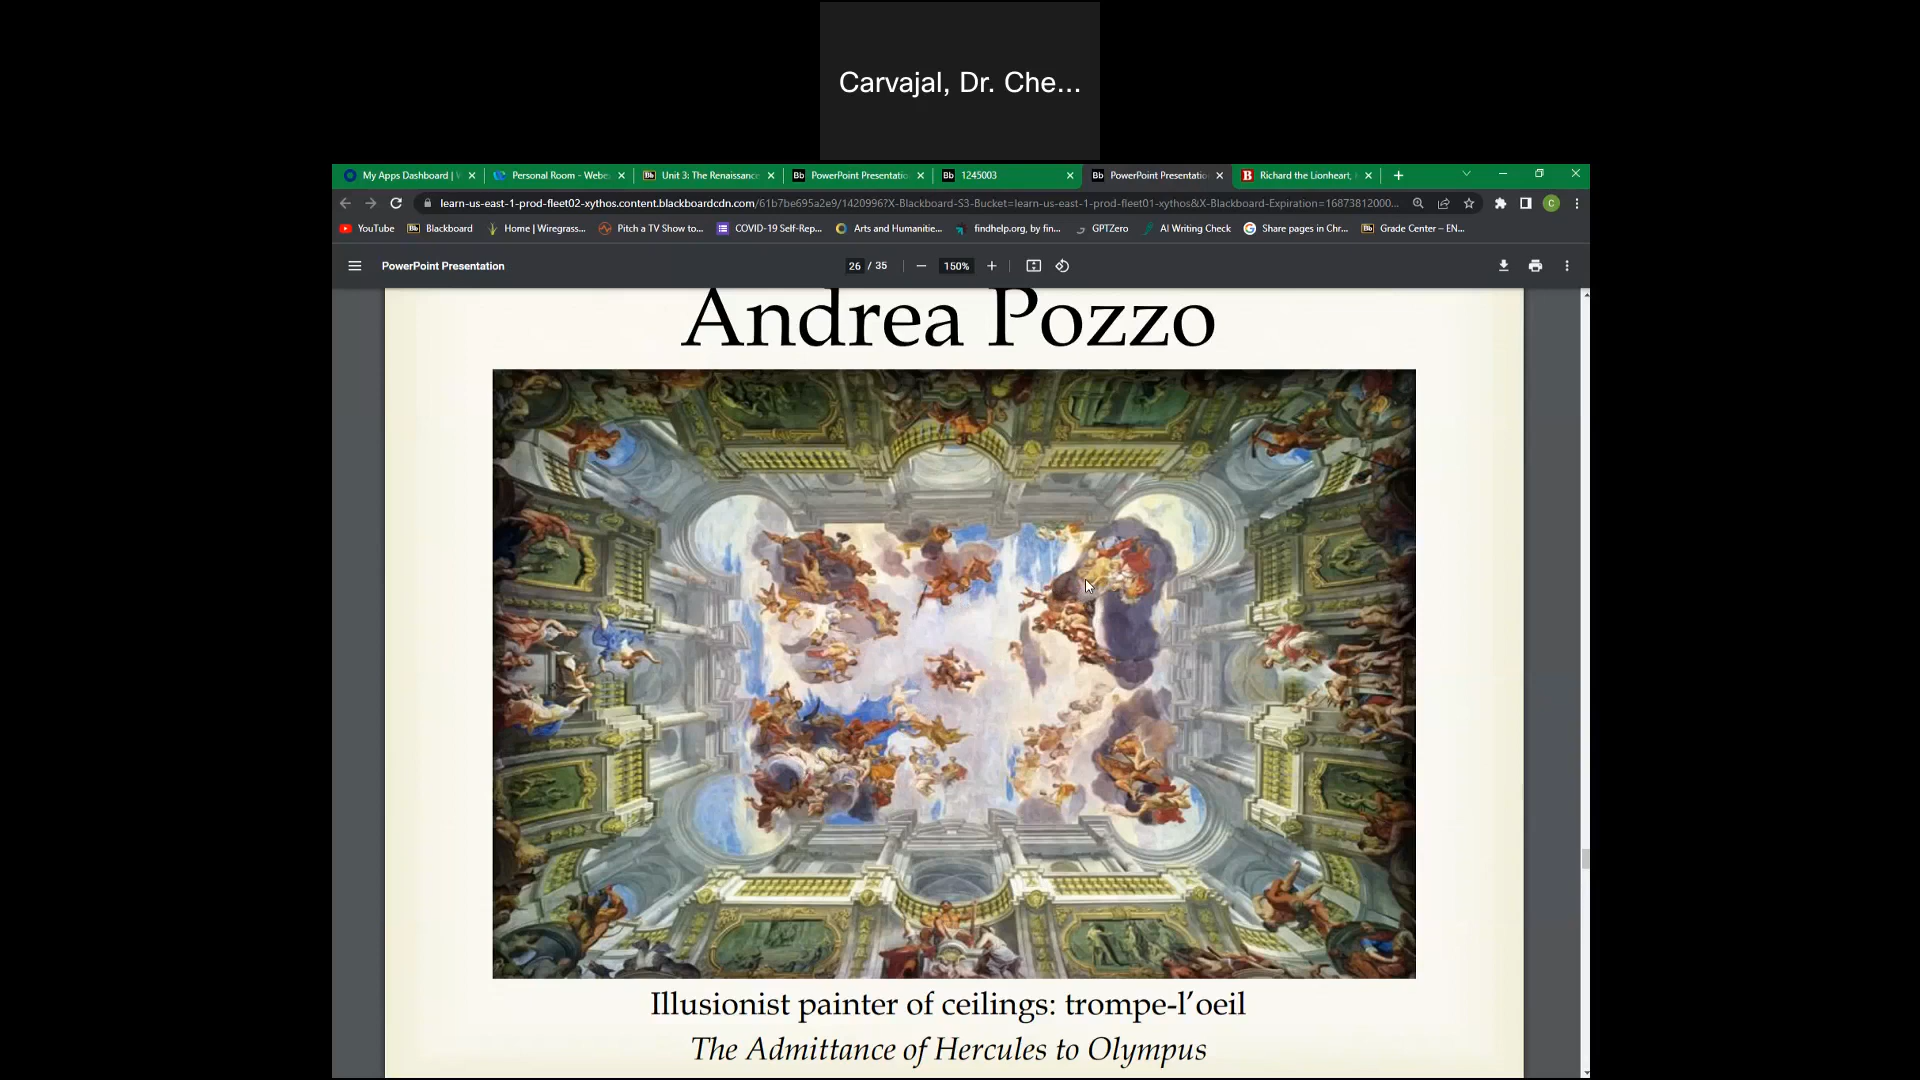 Carvajal, Dr. Che...
My Apps Dashboard |
Personal Room - Webe
Unit 3: The Renaissance
PowerPoint Presentatio
1245003
PowerPoint Presentatio
Richard the Lionheart,
learn-us-east-1-prod-fleet02-xythos.content.blackboardcdn.com/61b7be695a2e9/1420996?X-Blackboard-S3-Bucket=learn-us-east-1-prod-fleet01-xythos&X-Blackboard-Expiration=16873812000...
YouTube
Blackboard
Home | Wiregrass...
Pitch a TV Show to...
COVID-19 Self-Rep...
Arts and Humanitie...
findhelp.org, by fin...
GPTZero
AI Writing Check
Share pages in Chr...
Grade Center – EN...
PowerPoint Presentation
26 / 35
150%
Andrea Pozzo
Illusionist painter of ceilings: trompe-l’oeil
The Admittance of Hercules to Olympus